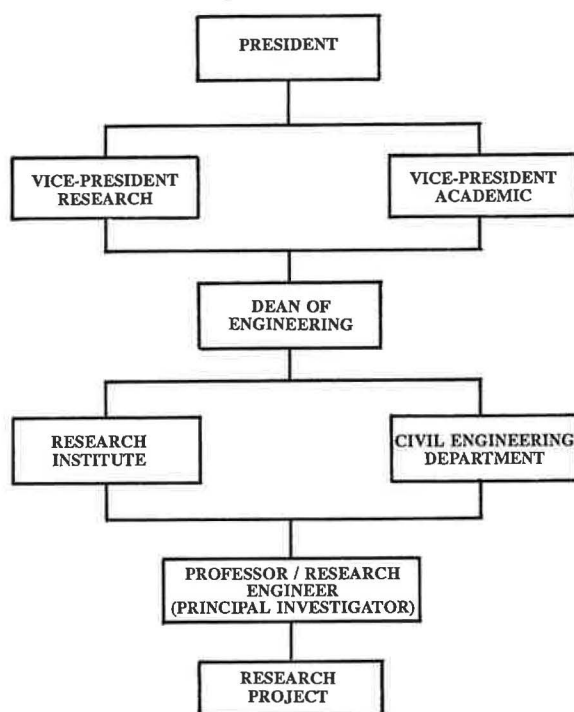 PRESIDENT
VICE-PRESIDENT
RESEARCH
VICE-PRESIDENT
ACADEMIC
DEAN OF
ENGINEERING
RESEARCH
INSTITUTE
CIVIL ENGINEERING
DEPARTMENT
PROFESSOR / RESEARCH
ENGINEER
(PRINCIPAL INVESTIGATOR)
RESEARCH
PROJECT